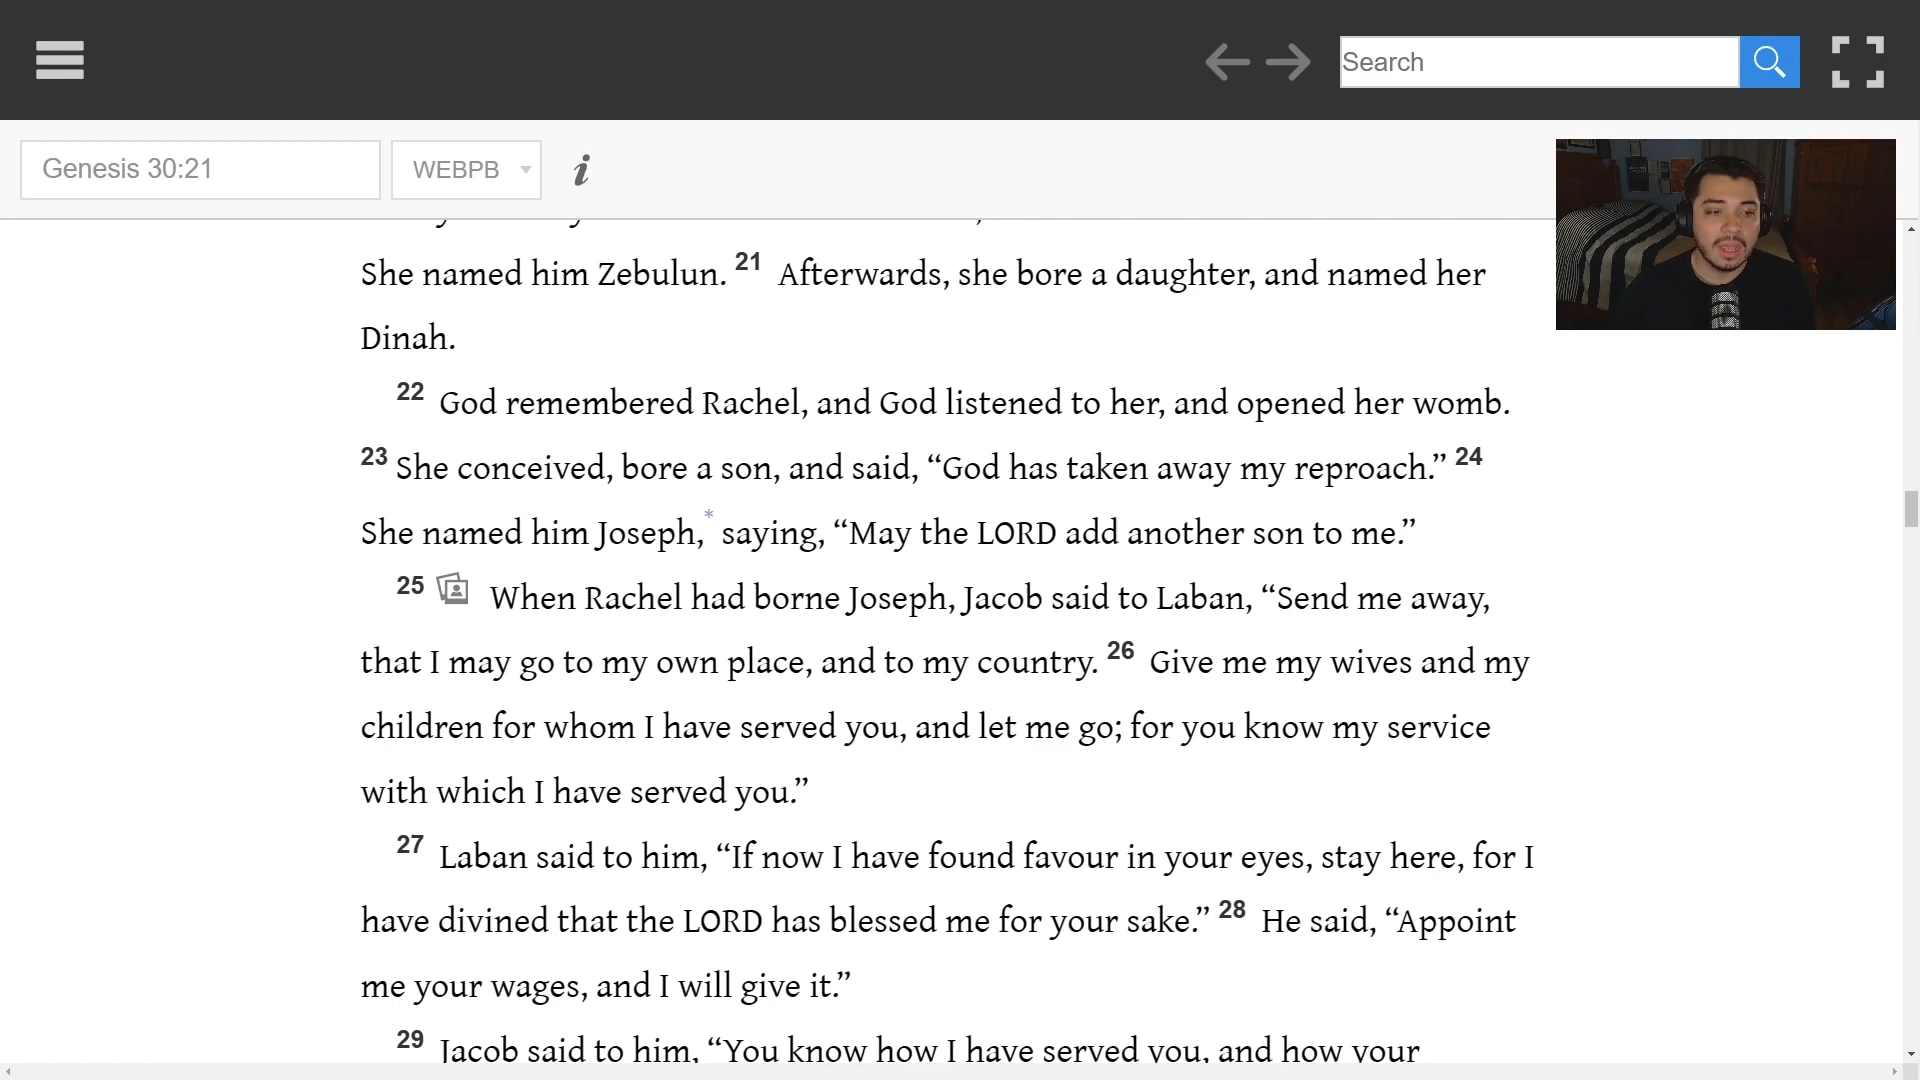 Search
Genesis 30:21
WEBPB
i
She named him Zebulun. 21 Afterwards, she bore a daughter, and named her
Dinah.
22 God remembered Rachel, and God listened to her, and opened her womb.
23 She conceived, bore a son, and said, “God has taken away my reproach.” 24
She named him Joseph,* saying, “May the LORD add another son to me.”
25 When Rachel had borne Joseph, Jacob said to Laban, “Send me away,
that I may go to my own place, and to my country. 26 Give me my wives and my
children for whom I have served you, and let me go; for you know my service
with which I have served you.”
27 Laban said to him, “If now I have found favour in your eyes, stay here, for I
have divined that the LORD has blessed me for your sake.” 28 He said, “Appoint
me your wages, and I will give it.”
29 Jacob said to him, “You know how I have served you, and how your